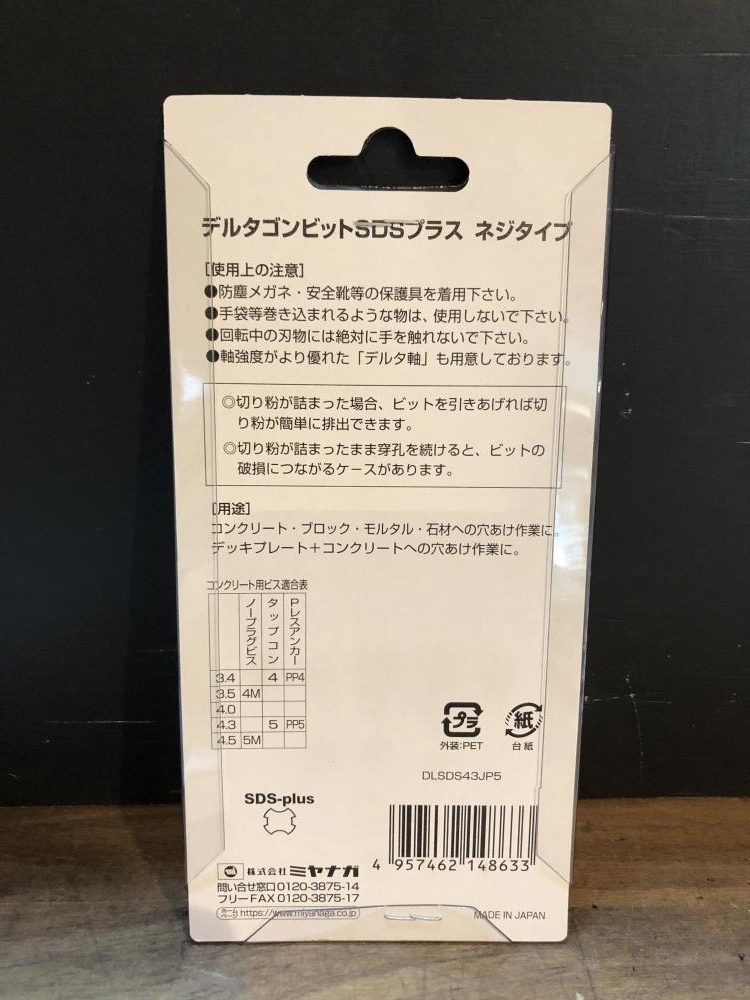 デルタゴンビットSDSプラス ネジタイプ
［使用上の注意］
●防塵メガネ・安全靴等の保護具を着用下さい。
●手袋等巻き込まれるような物は、使用しないで下さい。
●回転中の刃物には絶対に手を触れないで下さい。
●軸強度がより優れた「デルタ軸」も用意しております。
◎切り粉が詰まった場合、ビットを引きあげれば切
り粉が簡単に排出できます。
◎切り粉が詰まったまま穿孔を続けると、ビットの
破損につながるケースがあります。
［用途］
コンクリート・ブロック・モルタル・石材への穴あけ作業に。
デッキプレート＋コンクリートへの穴あけ作業に。
コンクリート用ビス適合表
ノープラグビス タップコン Pレスアンカー
3.4 4 PP4
3.5 4M
4.0
4.3 5 PP5
4.5 5M
プラ 紙
外装:PET 台紙
DLSDS43JP5
SDS-plus
4 957462 148633
株式会社ミヤナガ
問い合せ窓口0120-3875-14
フリーFAX0120-3875-17
ホームページ https://www.miyanaga.co.jp
MADE IN JAPAN